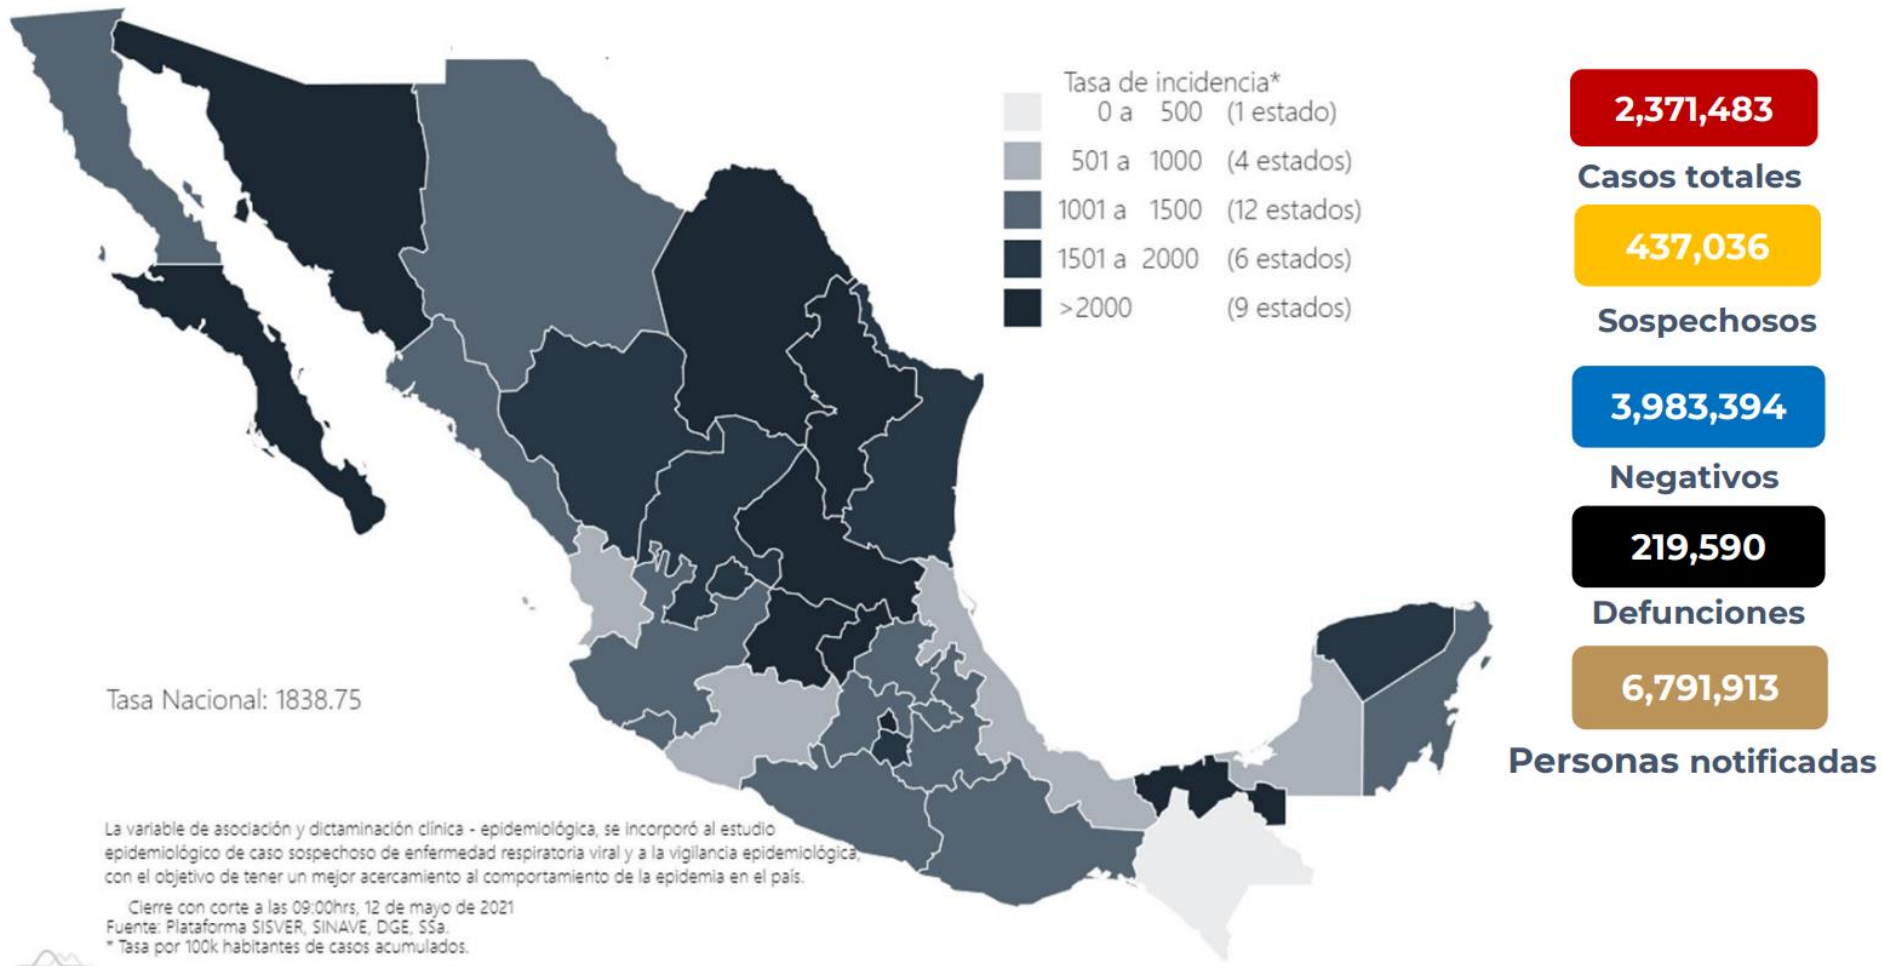 Tasa de incidencia*
0 a 500 (1 estado)
501 a 1000 (4 estados)
1001 a 1500 (12 estados)
1501 a 2000 (6 estados)
>2000 (9 estados)
2,371,483
Casos totales
437,036
Sospechosos
3,983,394
Negativos
219,590
Defunciones
6,791,913
Personas notificadas
Tasa Nacional: 1838.75
La variable de asociación y dictaminación clínica - epidemiológica, se incorporó al estudio
epidemiológico de caso sospechoso de enfermedad respiratoria viral y a la vigilancia epidemiológica,
con el objetivo de tener un mejor acercamiento al comportamiento de la epidemia en el país.
Cierre con corte a las 09:00hrs, 12 de mayo de 2021
Fuente: Plataforma SISVER, SINAVE, DGE, SSa.
* Tasa por 100k habitantes de casos acumulados.